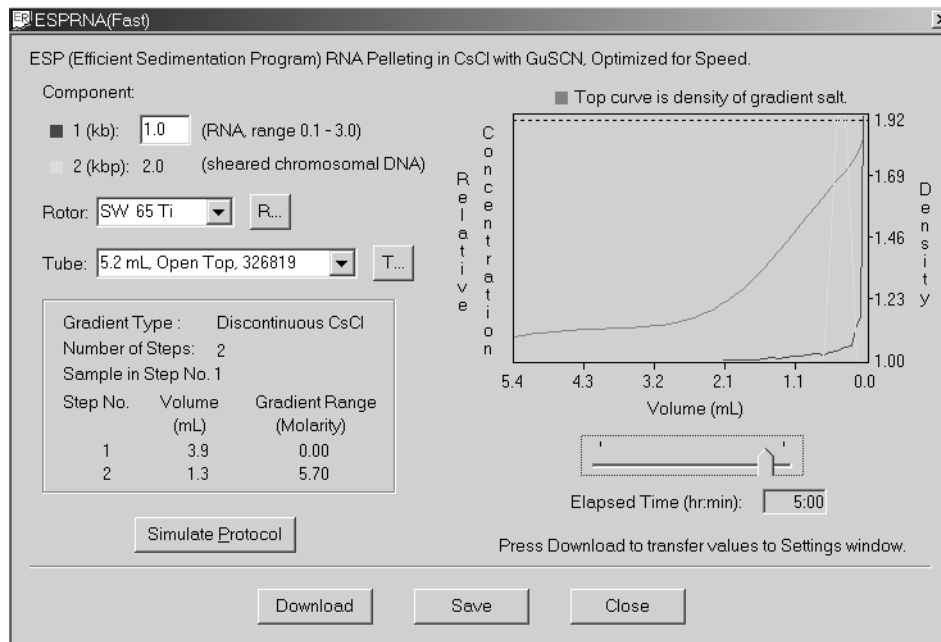 ER ESPRNA(Fast)
ESP (Efficient Sedimentation Program) RNA Pelleting in CsCl with GuSCN, Optimized for Speed.
Component:
1 (kb): 1.0 (RNA, range 0.1 - 3.0)
2 (kbp): 2.0 (sheared chromosomal DNA)
Rotor: SW 65 Ti R...
Tube: 5.2 mL, Open Top, 326819 T...
Gradient Type : Discontinuous CsCl
Number of Steps: 2
Sample in Step No. 1
Step No. Volume Gradient Range
(mL) (Molarity)
1 3.9 0.00
2 1.3 5.70
Simulate Protocol
Top curve is density of gradient salt.
Relative
Concentration
1.92
1.69
1.46
1.23
1.00
Density
5.4 4.3 3.2 2.1 1.1 0.0
Volume (mL)
Elapsed Time (hr:min): 5:00
Press Download to transfer values to Settings window.
Download Save Close